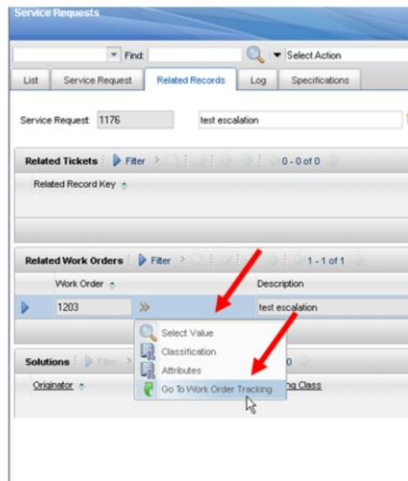 Service Requests
Find: Select Action
List Service Request Related Records Log Specifications
Service Request: 1176 test escalation
Related Tickets Filter 0 - 0 of 0
Related Record Key
Related Work Orders Filter 1 - 1 of 1
Work Order Description
1203 test escalation
Select Value
Classification
Solutions Filter 0
Attributes
Originator Go To Work Order Tracking ng Class